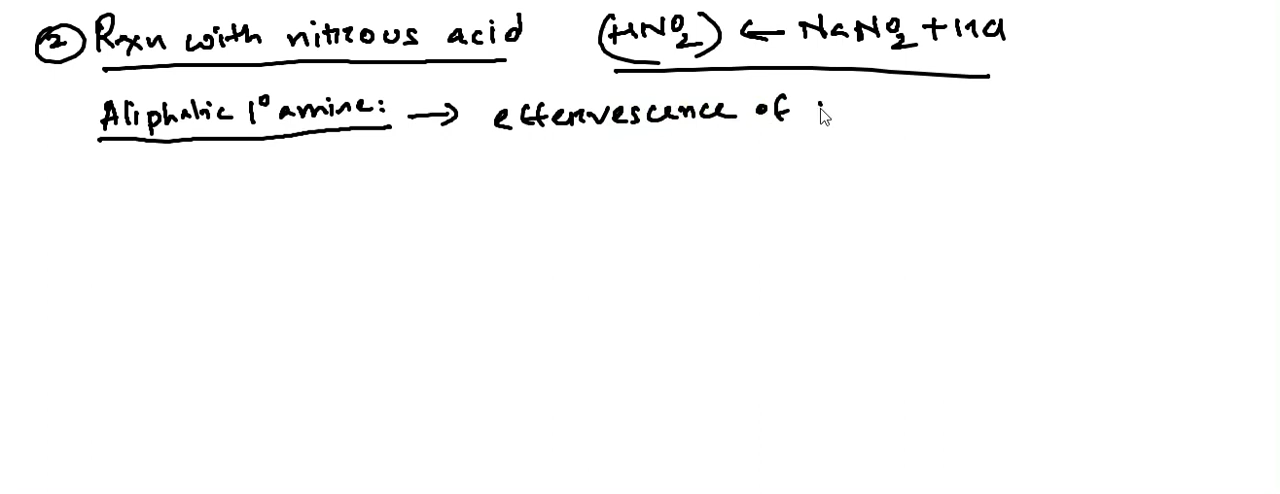 ② Rxn with nitrous acid (HNO2) ← NaNO2 + HCl
Aliphatic 1° amine: → effervescence of